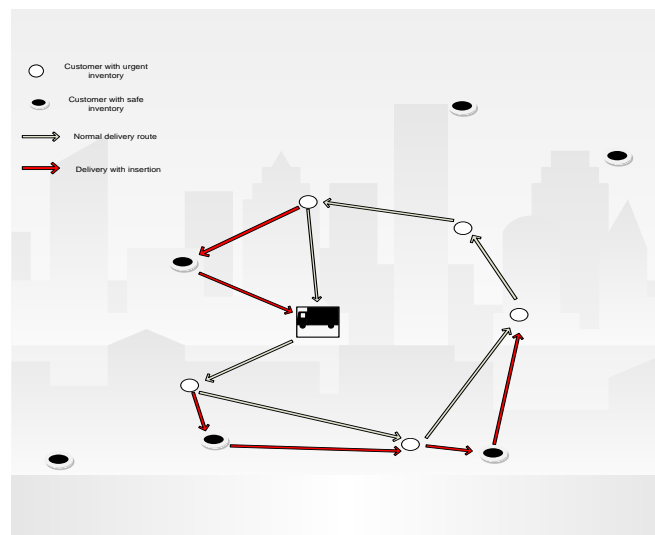 Customer with urgent
inventory
Customer with safe
inventory
Normal delivery route
Delivery with insertion